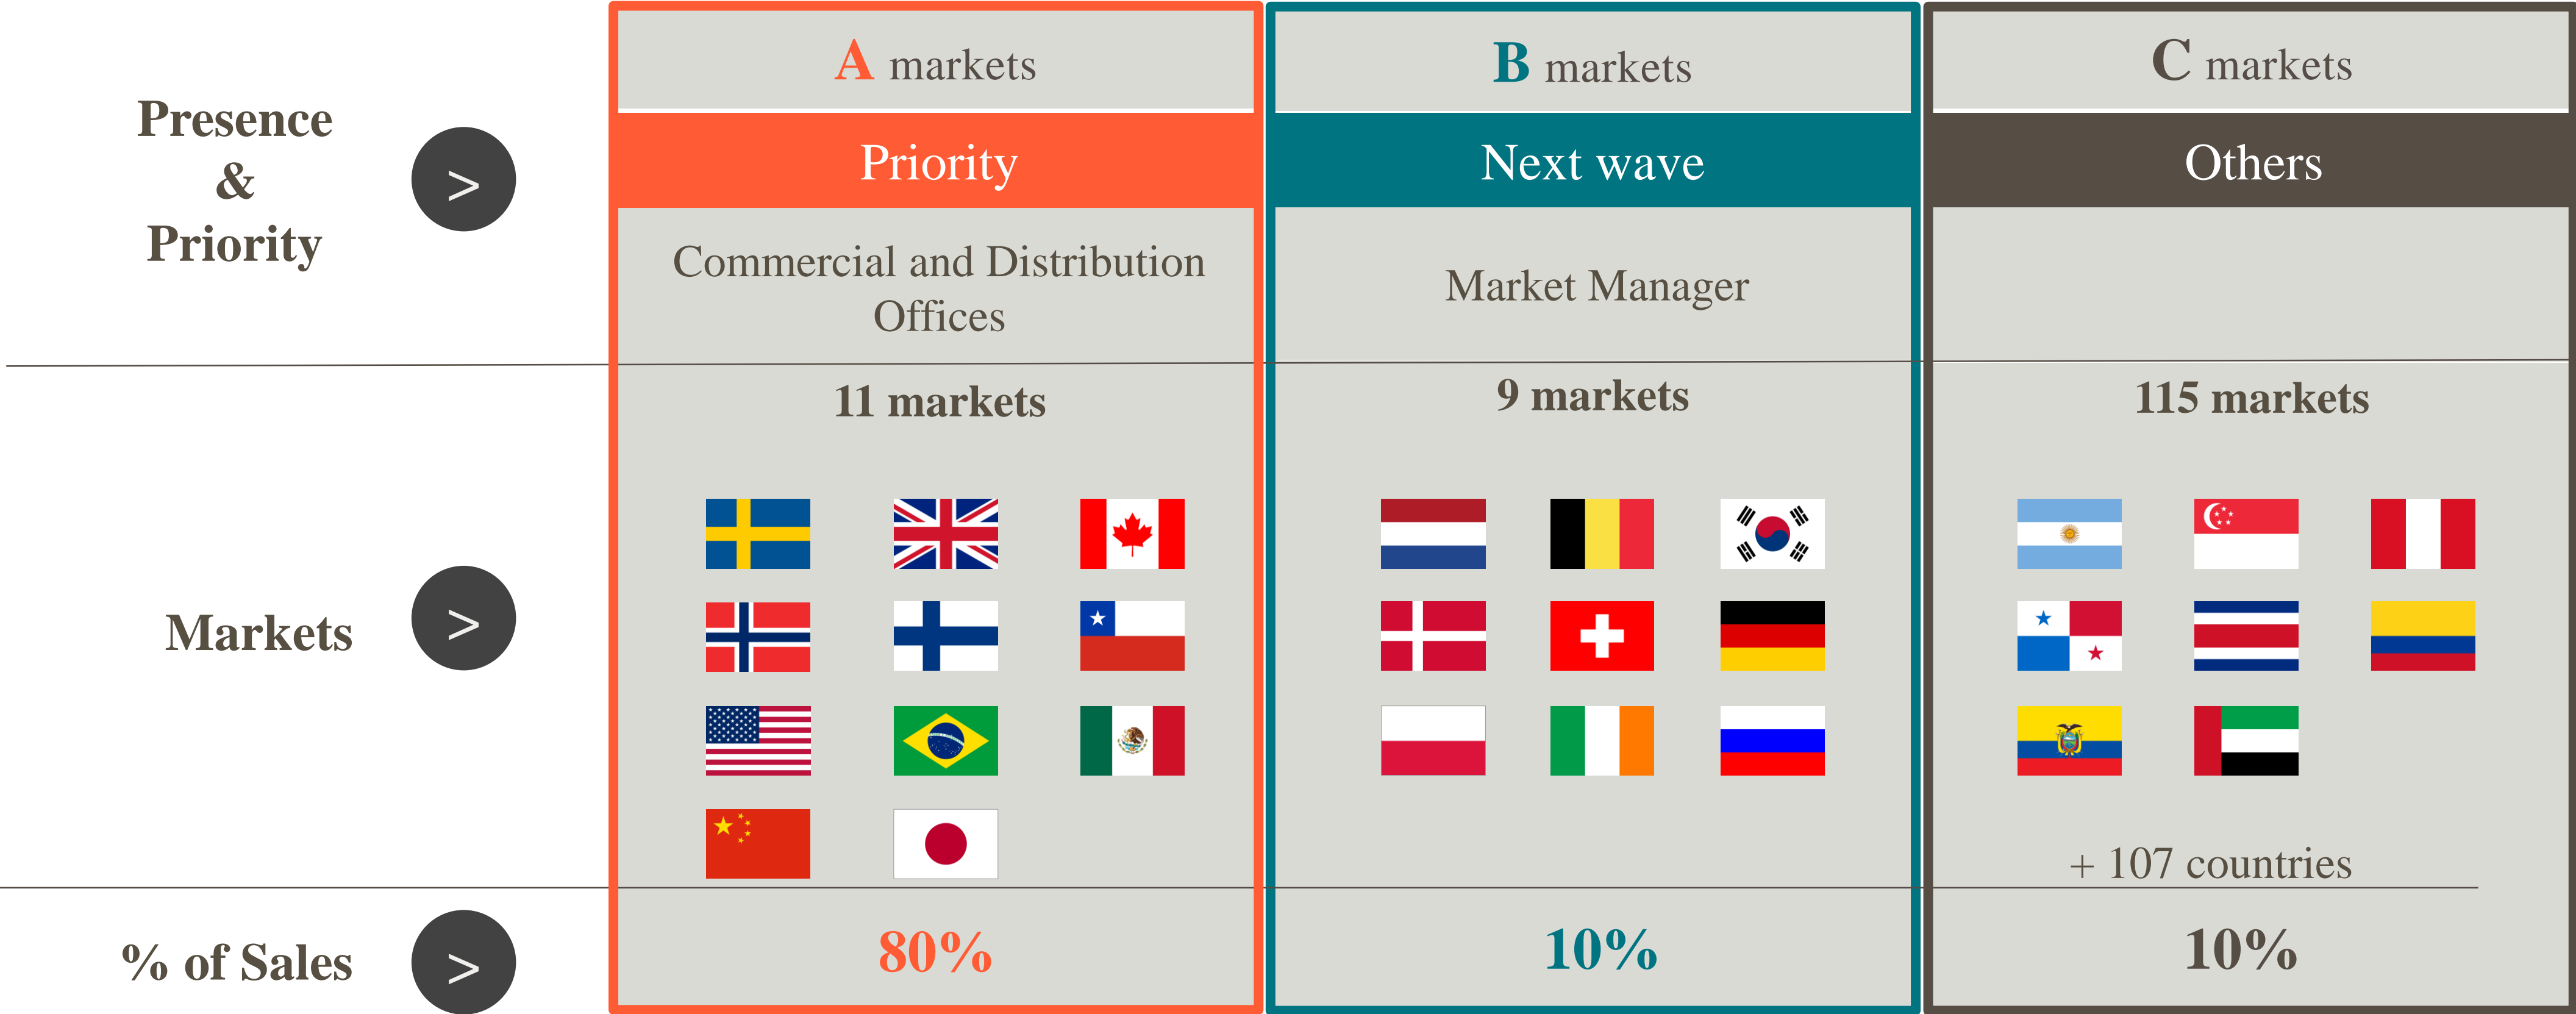 Presence
&
Priority
>
A markets
Priority
Commercial and Distribution
Offices
B markets
Next wave
Market Manager
C markets
Others
Markets
>
11 markets
9 markets
115 markets
+ 107 countries
% of Sales
>
80%
10%
10%